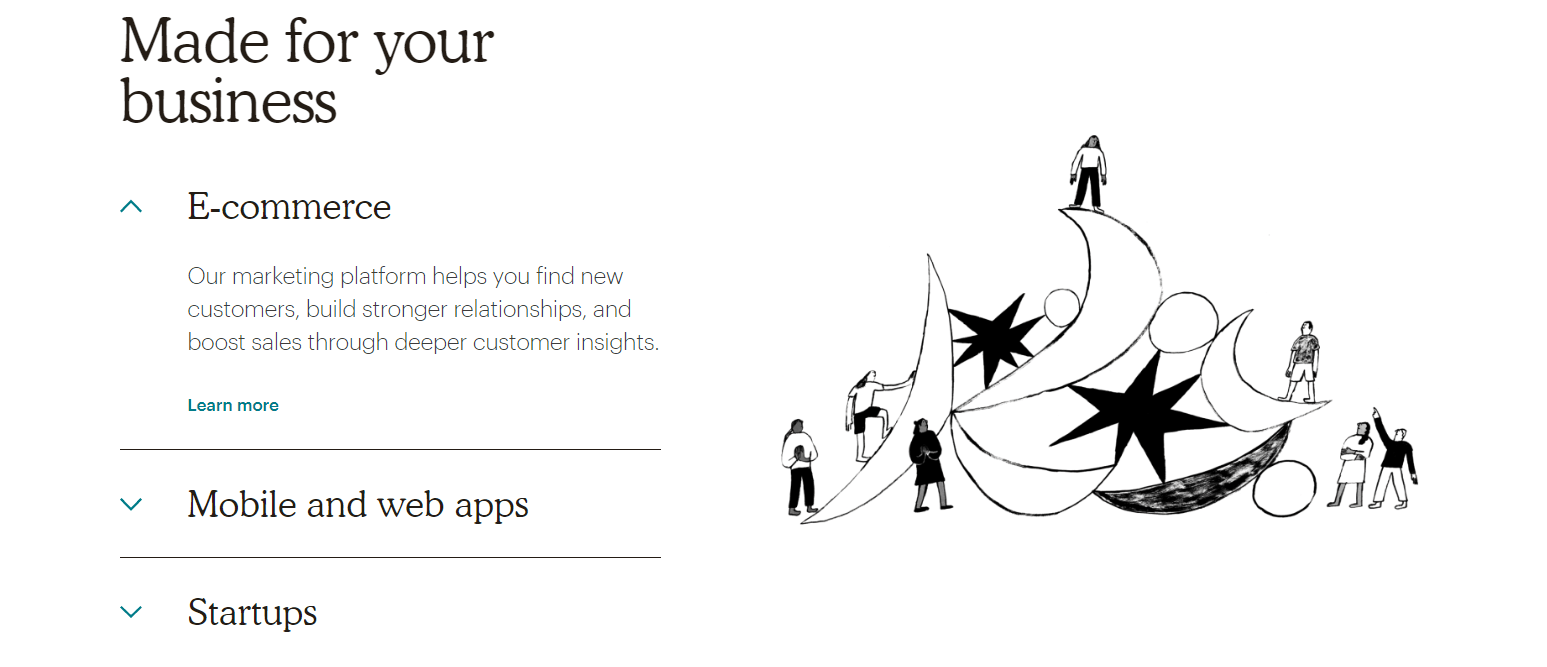 Made for your
business
E-commerce
Our marketing platform helps you find new
customers, build stronger relationships, and
boost sales through deeper customer insights.
Learn more
Mobile and web apps
Startups